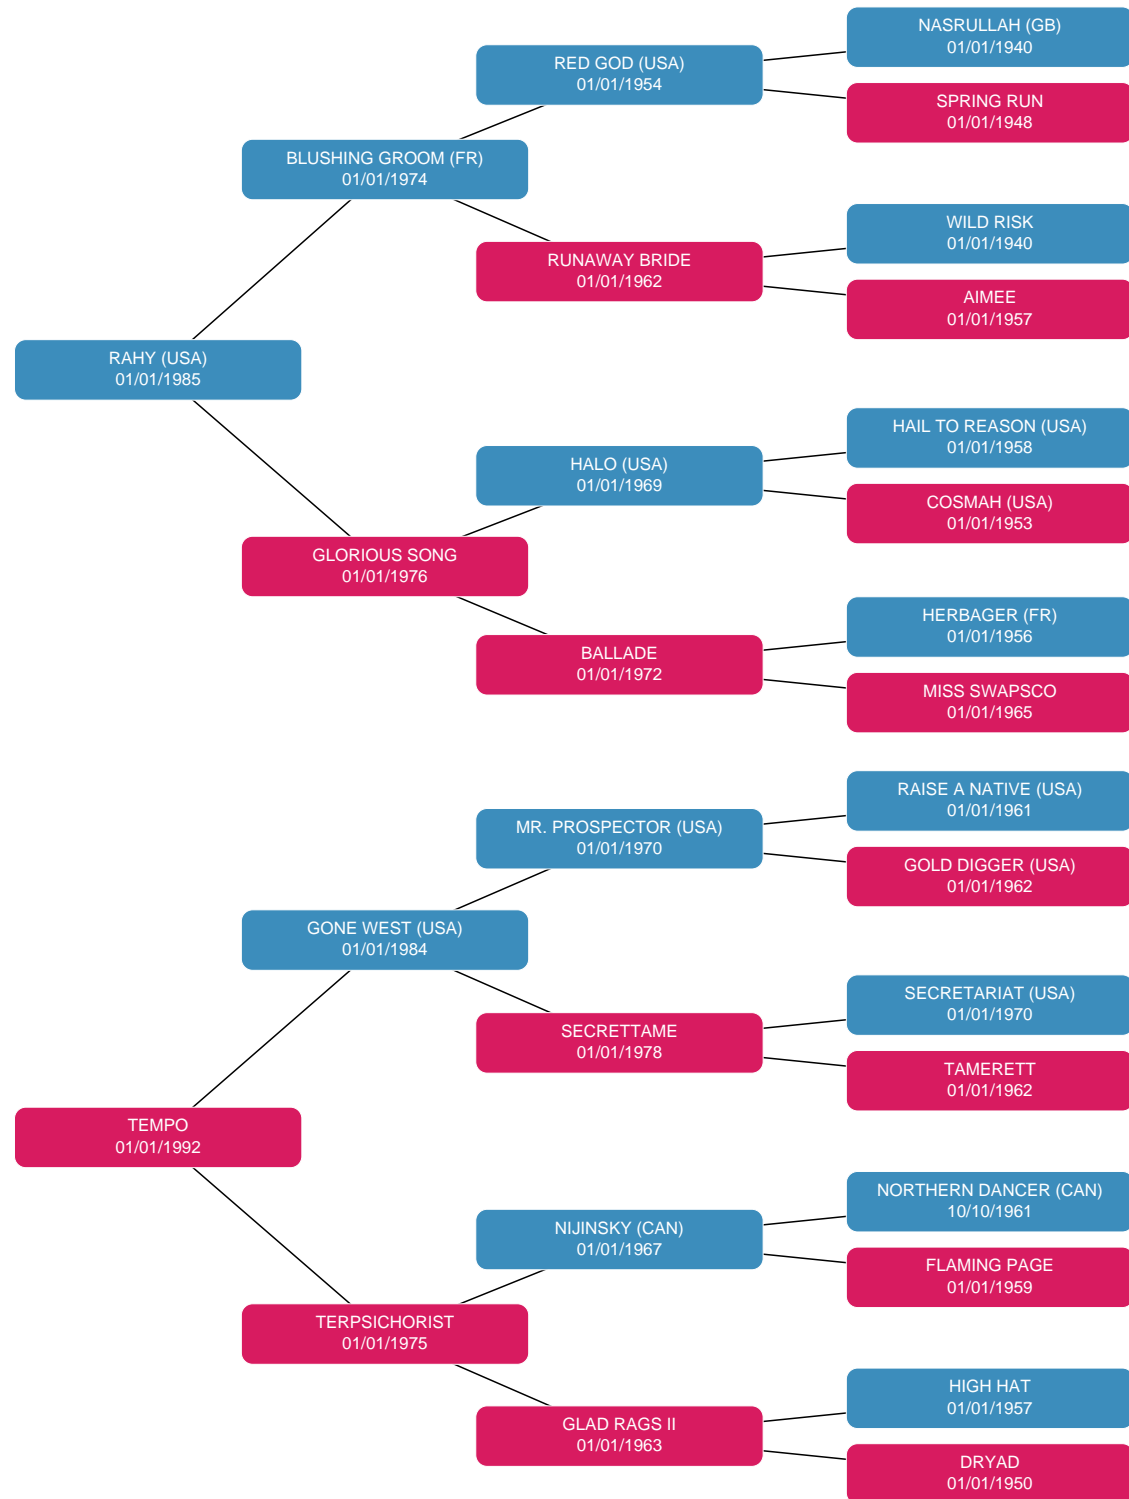 NASRULLAH (GB)
01/01/1940
RED GOD (USA)
01/01/1954
SPRING RUN
01/01/1948
BLUSHING GROOM (FR)
01/01/1974
WILD RISK
01/01/1940
RUNAWAY BRIDE
01/01/1962
AIMEE
01/01/1957
RAHY (USA)
01/01/1985
HAIL TO REASON (USA)
01/01/1958
HALO (USA)
01/01/1969
COSMAH (USA)
01/01/1953
GLORIOUS SONG
01/01/1976
HERBAGER (FR)
01/01/1956
BALLADE
01/01/1972
MISS SWAPSCO
01/01/1965
RAISE A NATIVE (USA)
01/01/1961
MR. PROSPECTOR (USA)
01/01/1970
GOLD DIGGER (USA)
01/01/1962
GONE WEST (USA)
01/01/1984
SECRETARIAT (USA)
01/01/1970
SECRETTAME
01/01/1978
TAMERETT
01/01/1962
TEMPO
01/01/1992
NORTHERN DANCER (CAN)
10/10/1961
NIJINSKY (CAN)
01/01/1967
FLAMING PAGE
01/01/1959
TERPSICHORIST
01/01/1975
HIGH HAT
01/01/1957
GLAD RAGS II
01/01/1963
DRYAD
01/01/1950